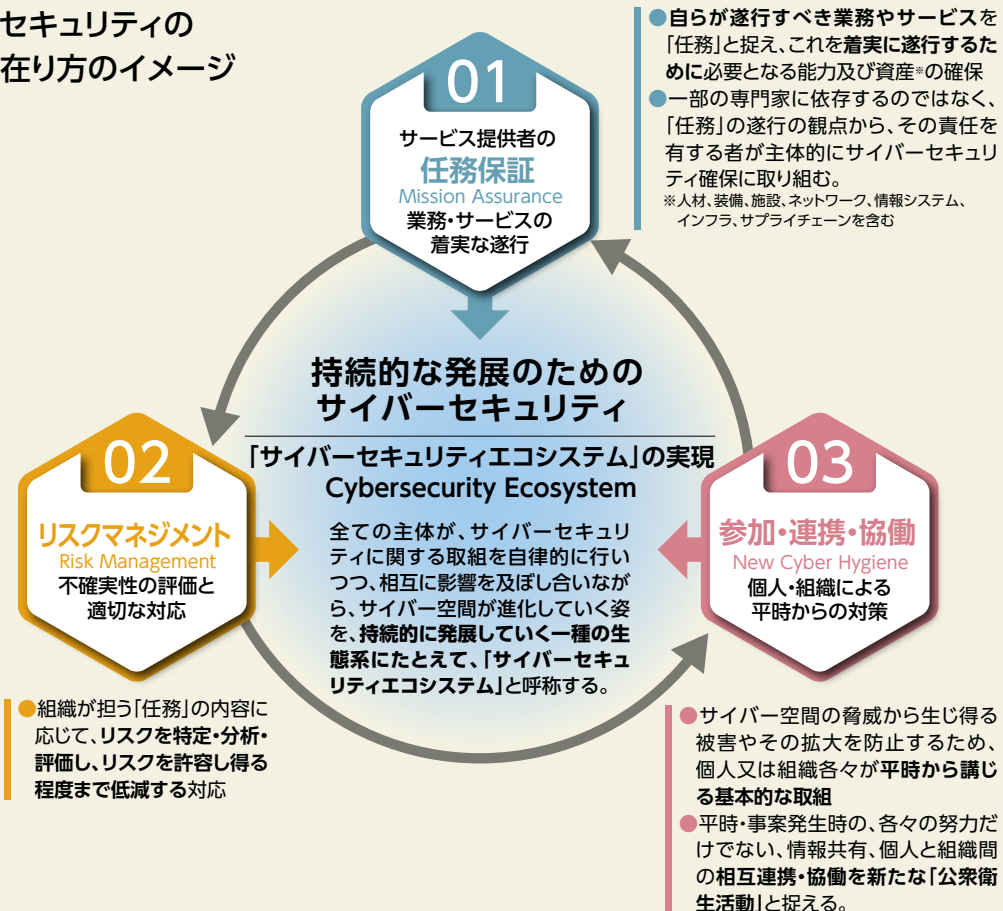 セキュリティの
在り方のイメージ
01
サービス提供者の
任務保証
Mission Assurance
業務・サービスの
着実な遂行
●自らが遂行すべき業務やサービスを
「任務」と捉え、これを着実に遂行するた
めに必要となる能力及び資産※の確保
●一部の専門家に依存するのではなく、
「任務」の遂行の観点から、その責任を
有する者が主体的にサイバーセキュリ
ティ確保に取り組む。
※人材、装備、施設、ネットワーク、情報システム、
インフラ、サプライチェーンを含む
持続的な発展のための
サイバーセキュリティ
「サイバーセキュリティエコシステム」の実現
Cybersecurity Ecosystem
全ての主体が、サイバーセキュリ
ティに関する取組を自律的に行い
つつ、相互に影響を及ぼし合いなが
ら、サイバー空間が進化していく姿
を、持続的に発展していく一種の生
態系にたとえて、「サイバーセキュ
リティエコシステム」と呼称する。
02
リスクマネジメント
Risk Management
不確実性の評価と
適切な対応
●組織が担う「任務」の内容に
応じて、リスクを特定・分析・
評価し、リスクを許容し得る
程度まで低減する対応
03
参加・連携・協働
New Cyber Hygiene
個人・組織による
平時からの対策
●サイバー空間の脅威から生じ得る
被害やその拡大を防止するため、
個人又は組織各々が平時から講じ
る基本的な取組
●平時・事案発生時の、各々の努力だ
けでない、情報共有、個人と組織間
の相互連携・協働を新たな「公衆衛
生活動」と捉える。